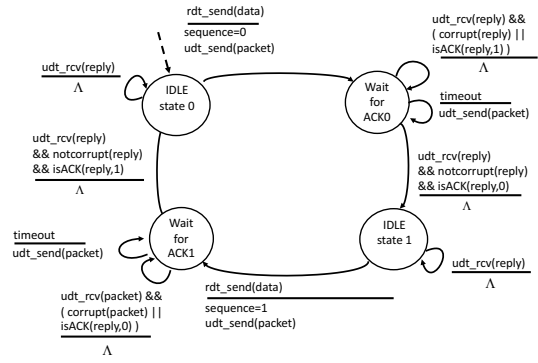 rdt_send(data)
sequence=0
udt_send(packet)
udt_rcv(reply) &&
( corrupt(reply) ||
isACK(reply,1) )
Λ
udt_rcv(reply)
Λ
IDLE
state 0
Wait
for
ACK0
timeout
udt_send(packet)
udt_rcv(reply)
&& notcorrupt(reply)
&& isACK(reply,1)
Λ
udt_rcv(reply)
&& notcorrupt(reply)
&& isACK(reply,0)
Λ
timeout
udt_send(packet)
Wait
for
ACK1
IDLE
state 1
udt_rcv(reply)
Λ
udt_rcv(packet) &&
( corrupt(packet) ||
isACK(reply,0) )
Λ
rdt_send(data)
sequence=1
udt_send(packet)